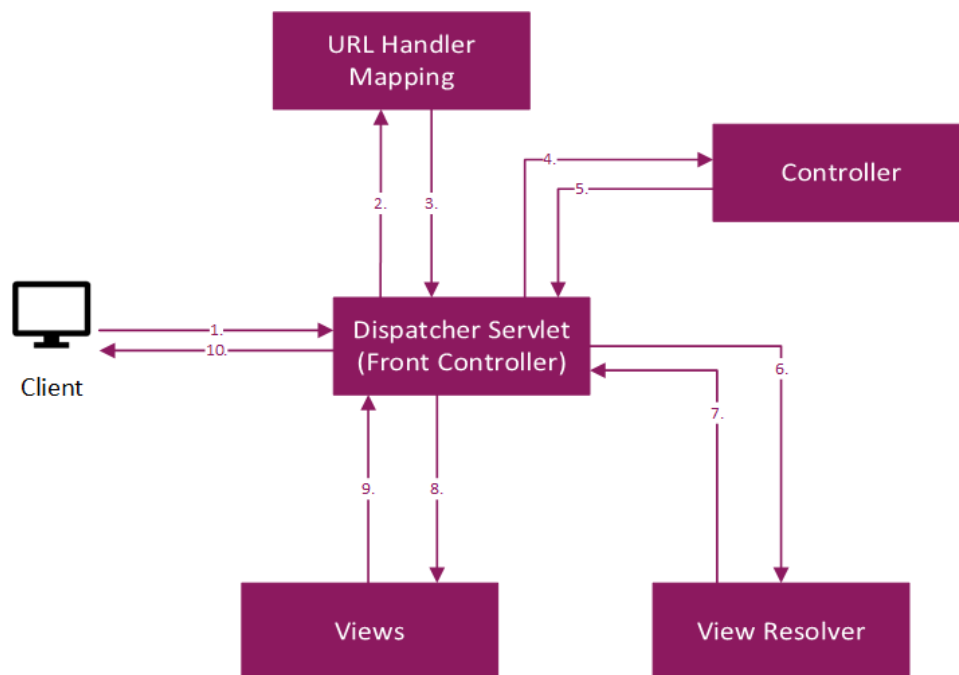 URL Handler
Mapping
4.
Controller
5.
2.
3.
1.
Dispatcher Servlet
(Front Controller)
10.
6.
Client
7.
9.
8.
Views
View Resolver